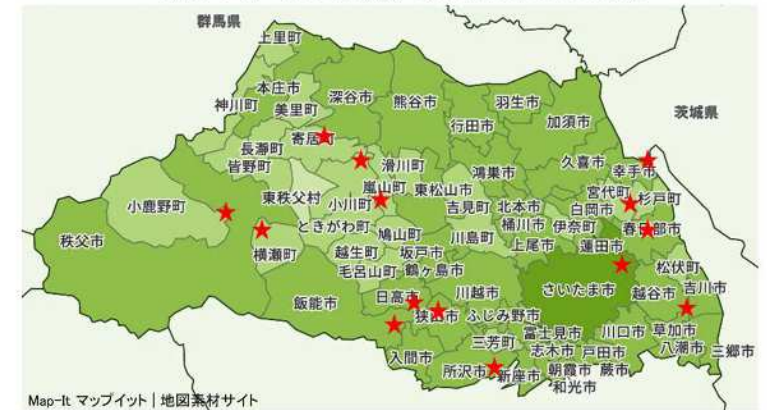 群馬県
上里町
本庄市
神川町
美里町
深谷市
熊谷市
羽生市
行田市
加須市
茨城県
寄居町
長瀞町
皆野町
滑川町
鴻巣市
久喜市
幸手市
小鹿野町
東秩父村
小川町
嵐山町
東松山市
吉見町
北本市
宮代町
杉戸町
白岡市
秩父市
ときがわ町
鳩山町
川島町
桶川市
伊奈町
春日部市
横瀬町
越生町
坂戸市
上尾市
蓮田市
毛呂山町
鶴ヶ島市
松伏町
飯能市
日高市
川越市
さいたま市
越谷市
吉川市
狭山市
ふじみ野市
富士見市
川口市
草加市
入間市
三芳町
志木市
戸田市
八潮市
三郷市
所沢市
新座市
朝霞市
蕨市
和光市
Map-It マップイット | 地図素材サイト